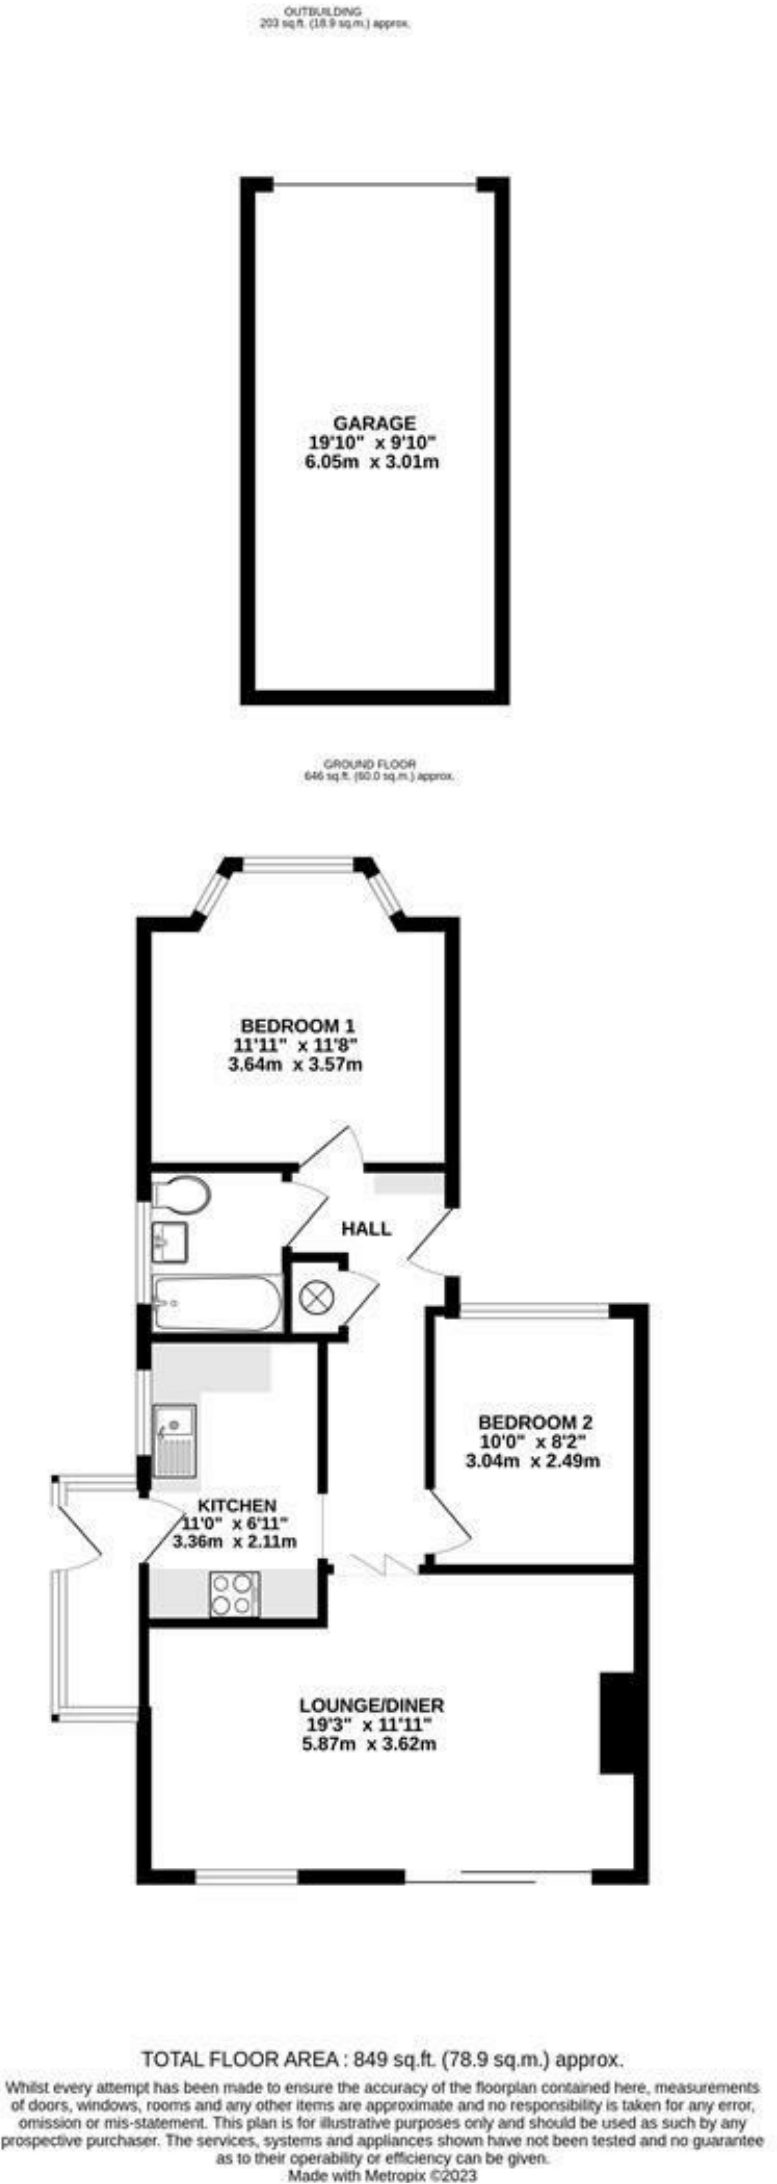 OUTBUILDING
203 sq.ft. (18.9 sq.m.) approx.
GARAGE
19'10" x 9'10"
6.05m x 3.01m
GROUND FLOOR
646 sq.ft. (60.0 sq.m.) approx.
BEDROOM 1
11'11" x 11'8"
3.64m x 3.57m
HALL
BEDROOM 2
10'0" x 8'2"
3.04m x 2.49m
KITCHEN
11'0" x 6'11"
3.36m x 2.11m
LOUNGE/DINER
19'3" x 11'11"
5.87m x 3.62m
TOTAL FLOOR AREA : 849 sq.ft. (78.9 sq.m.) approx.
Whilst every attempt has been made to ensure the accuracy of the floorplan contained here, measurements
of doors, windows, rooms and any other items are approximate and no responsibility is taken for any error,
omission or mis-statement. This plan is for illustrative purposes only and should be used as such by any
prospective purchaser. The services, systems and appliances shown have not been tested and no guarantee
as to their operability or efficiency can be given.
Made with Metropix ©2023